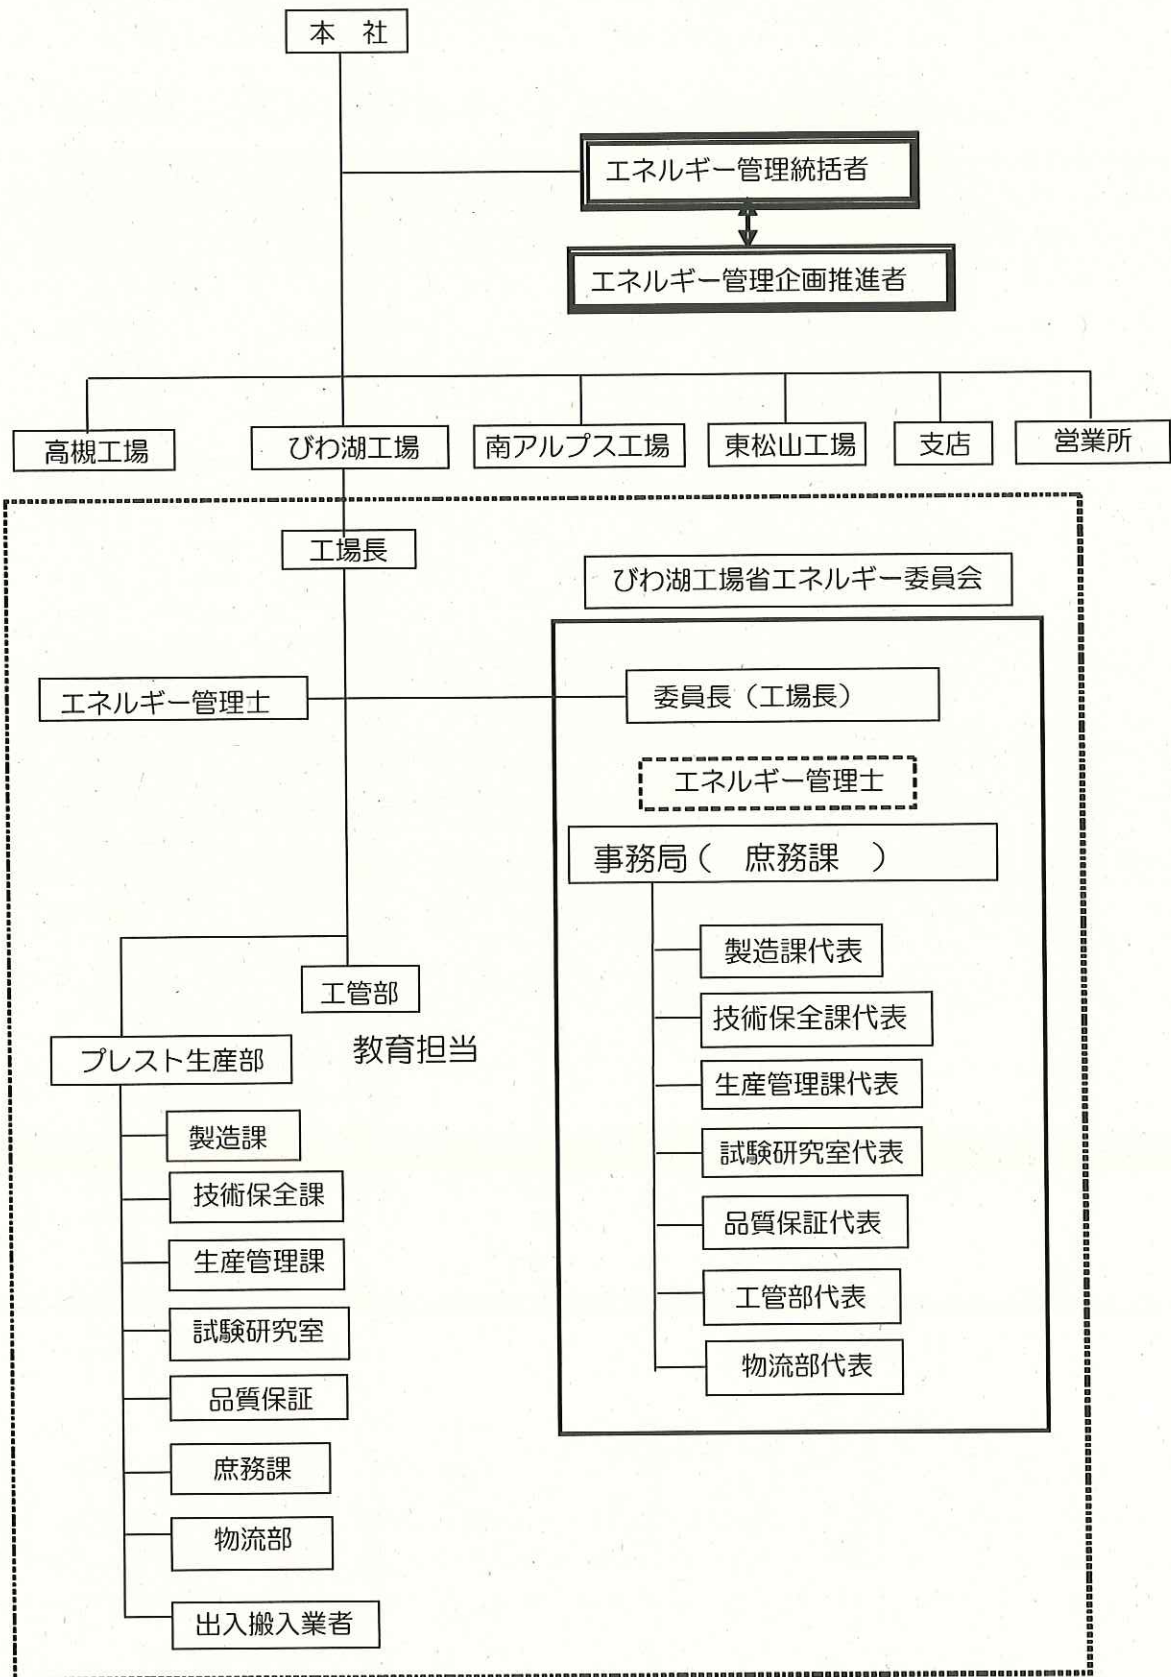 本 社
エネルギー管理統括者
エネルギー管理企画推進者
高槻工場
びわ湖工場
南アルプス工場
東松山工場
支店
営業所
工場長
びわ湖工場省エネルギー委員会
エネルギー管理士
委員長（工場長）
エネルギー管理士
事務局（ 庶務課 ）
製造課代表
技術保全課代表
生産管理課代表
試験研究室代表
品質保証代表
工管部代表
物流部代表
工管部
教育担当
プレスト生産部
製造課
技術保全課
生産管理課
試験研究室
品質保証
庶務課
物流部
出入搬入業者